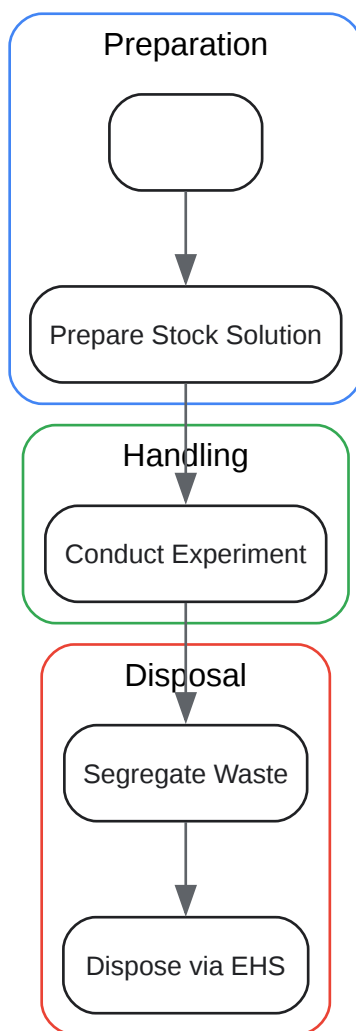 Preparation
Prepare Stock Solution
Handling
Conduct Experiment
Disposal
Segregate Waste
Dispose via EHS